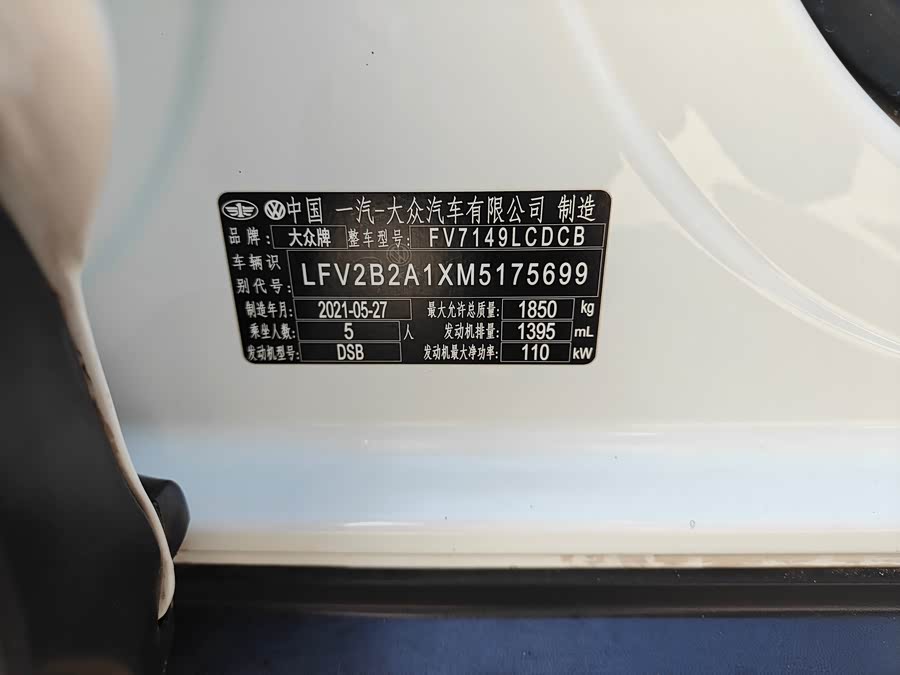 中国 一汽-大众汽车有限公司 制造
品牌: 大众牌 整车型号: FV7149LCDCB
车辆识别代号: LFV2B2A1XM5175699
制造年月: 2021-05-27 最大允许总质量: 1850 kg
乘坐人数: 5 人 发动机排量: 1395 mL
发动机型号: DSB 发动机最大净功率: 110 kW